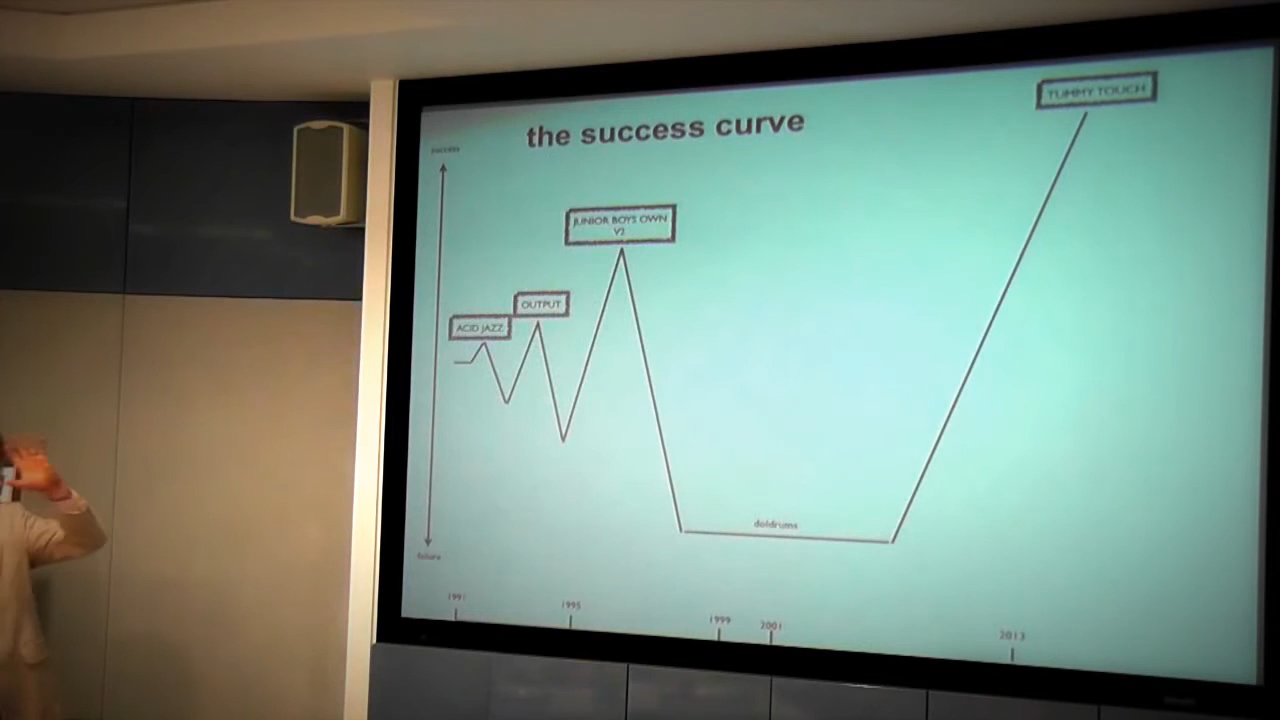 the success curve
success
TUMMY TOUCH
JUNIOR BOYS OWN
V2
OUTPUT
ACID JAZZ
doldrums
failure
1991
1995
1999
2001
2013